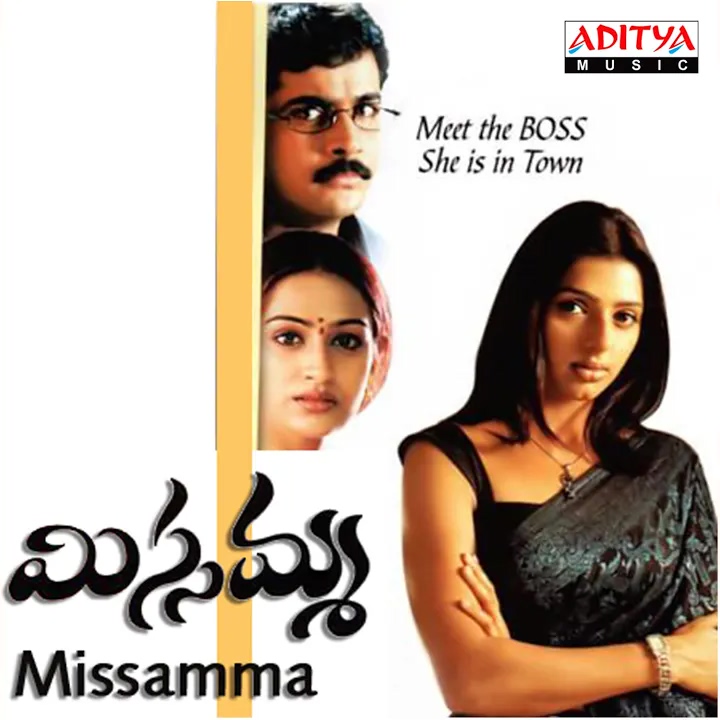 ADITYA
MUSIC
Meet the BOSS
She is in Town
మిస్సమ్మ
Missamma